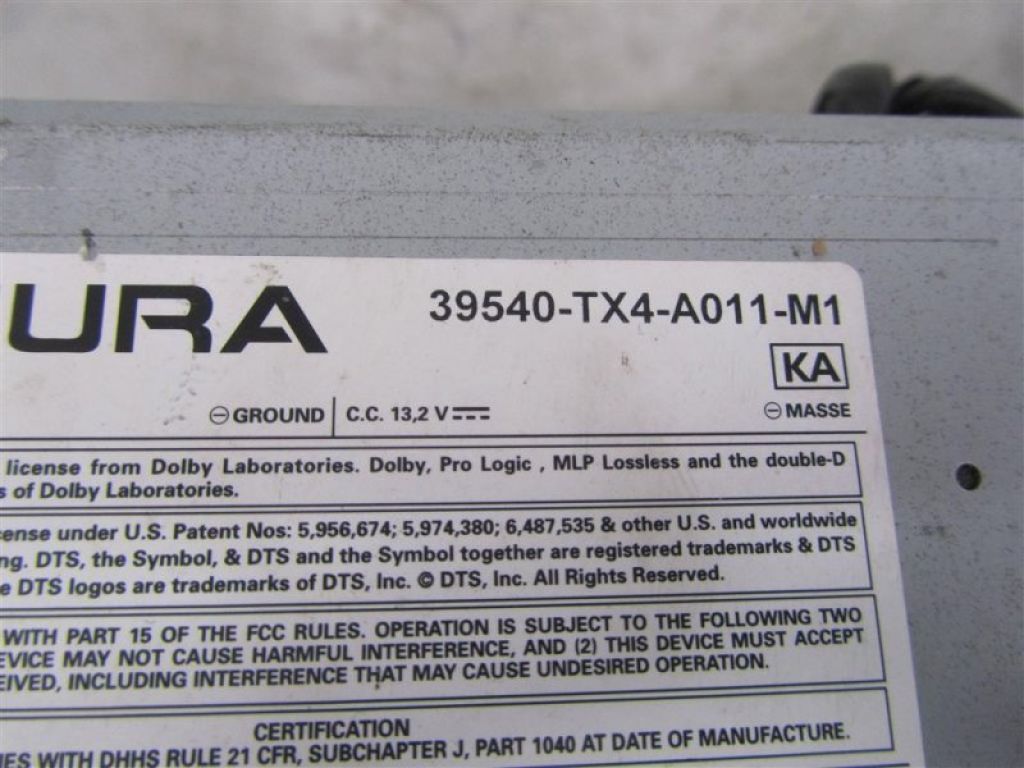 URA
39540-TX4-A011-M1
KA
⊖ GROUND | C.C. 13,2 V ⎓ ⊖ MASSE
license from Dolby Laboratories. Dolby, Pro Logic , MLP Lossless and the double-D
s of Dolby Laboratories.
ense under U.S. Patent Nos: 5,956,674; 5,974,380; 6,487,535 & other U.S. and worldwide
ng. DTS, the Symbol, & DTS and the Symbol together are registered trademarks & DTS
e DTS logos are trademarks of DTS, Inc. © DTS, Inc. All Rights Reserved.
WITH PART 15 OF THE FCC RULES. OPERATION IS SUBJECT TO THE FOLLOWING TWO
EVICE MAY NOT CAUSE HARMFUL INTERFERENCE, AND (2) THIS DEVICE MUST ACCEPT
EIVED, INCLUDING INTERFERENCE THAT MAY CAUSE UNDESIRED OPERATION.
CERTIFICATION
IES WITH DHHS RULE 21 CFR, SUBCHAPTER J, PART 1040 AT DATE OF MANUFACTURE.